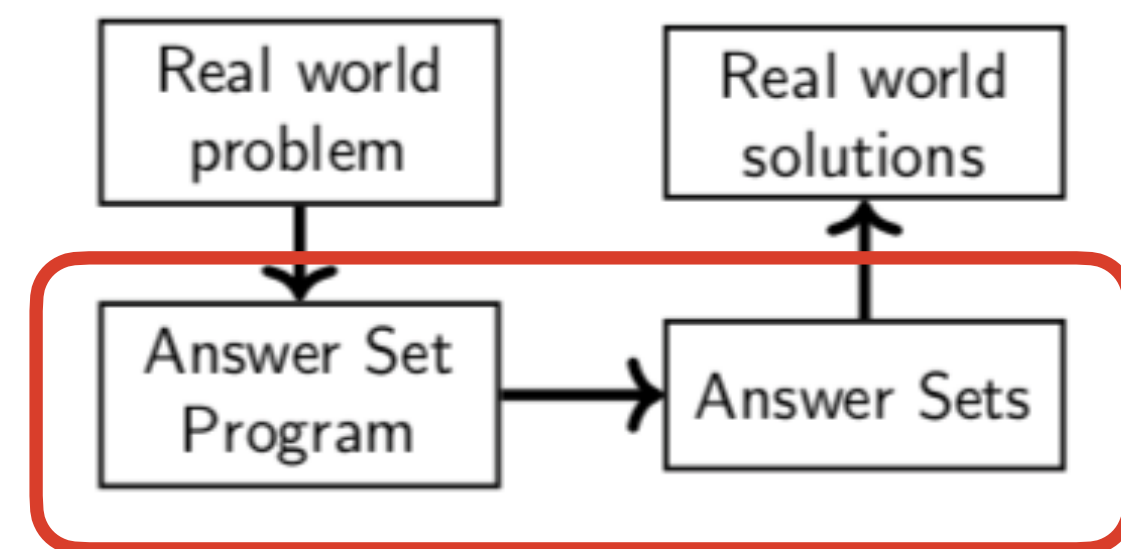 Real world
problem
Real world
solutions
Answer Set
Program
Answer Sets